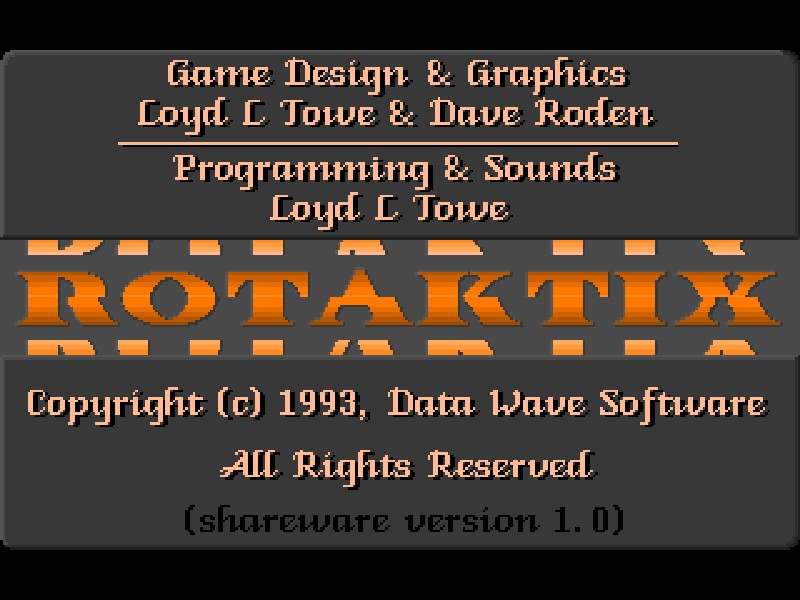 Game Design & Graphics
Loyd L Towe & Dave Roden
Programming & Sounds
Loyd L Towe
ROTAKTIX
Copyright (c) 1993, Data Wave Software
All Rights Reserved
(shareware version 1.0)